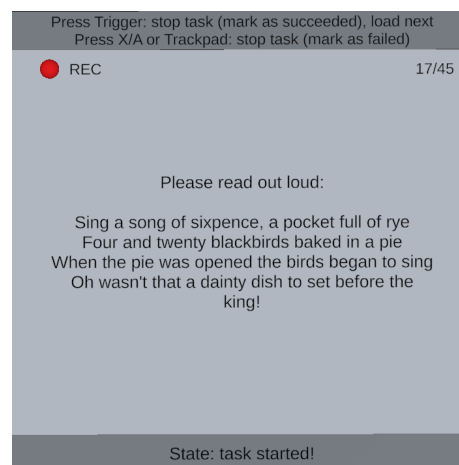 Press Trigger: stop task (mark as succeeded), load next
Press X/A or Trackpad: stop task (mark as failed)
REC
17/45
Please read out loud:
Sing a song of sixpence, a pocket full of rye
Four and twenty blackbirds baked in a pie
When the pie was opened the birds began to sing
Oh wasn't that a dainty dish to set before the
king!
State: task started!